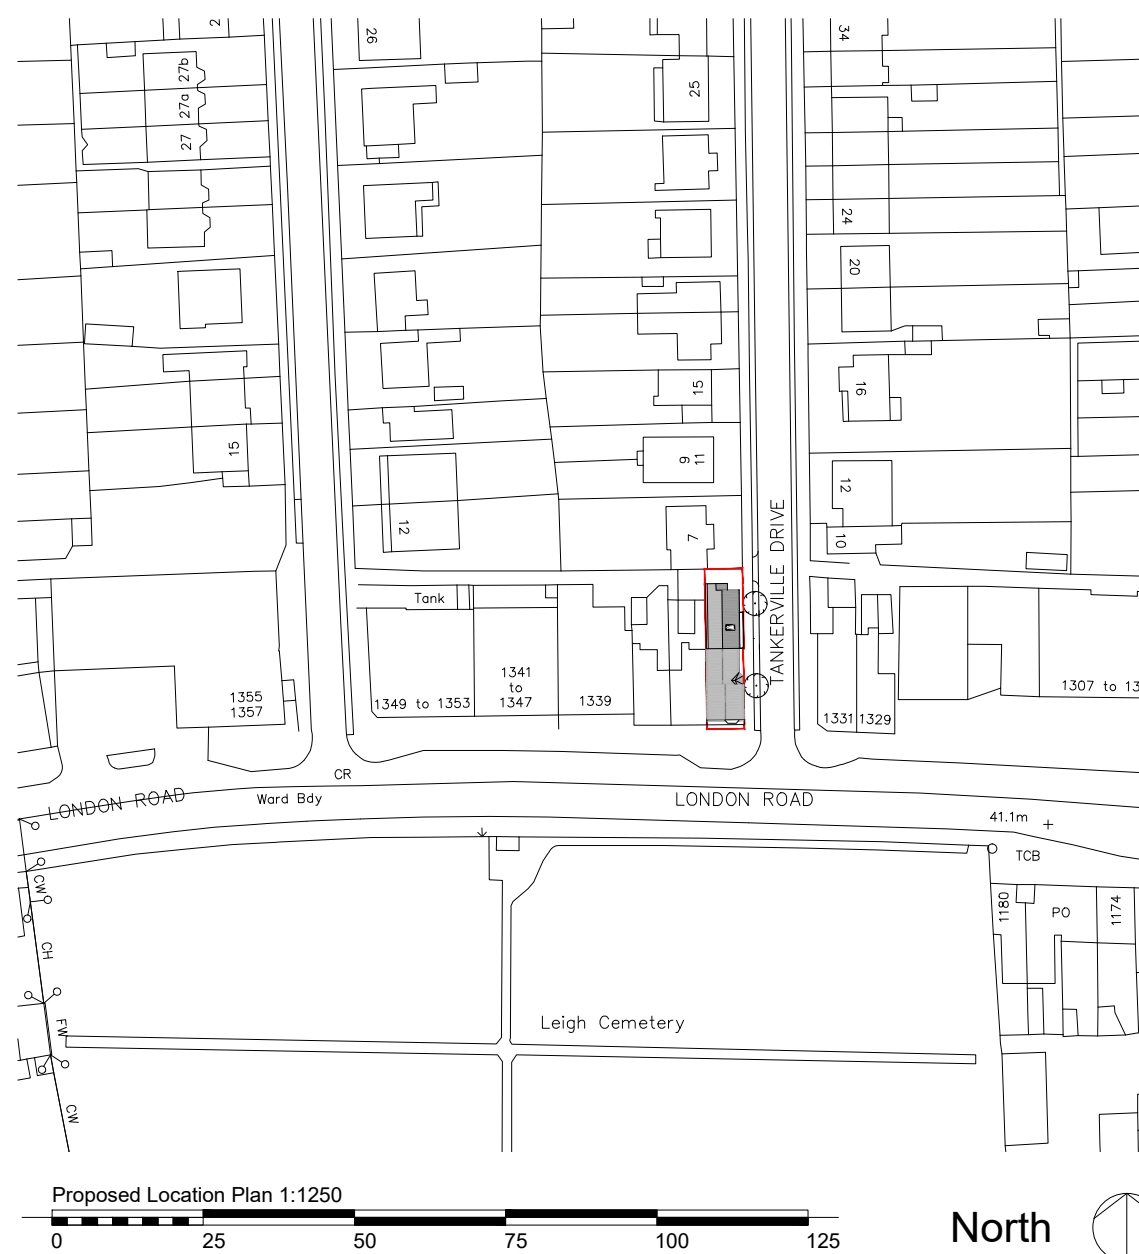 2
26
34
27b
27a
27
25
24
20
15
16
15
9
11
12
12
7
10
TANKERVILLE DRIVE
Tank
1341
to
1347
1355
1357
1349 to 1353
1339
1331
1329
1307 to 13
CR
LONDON ROAD
Ward Bdy
LONDON ROAD
41.1m
TCB
CW
1180
PO
1174
CH
Leigh Cemetery
FW
CW
Proposed Location Plan 1:1250
0 25 50 75 100 125
North